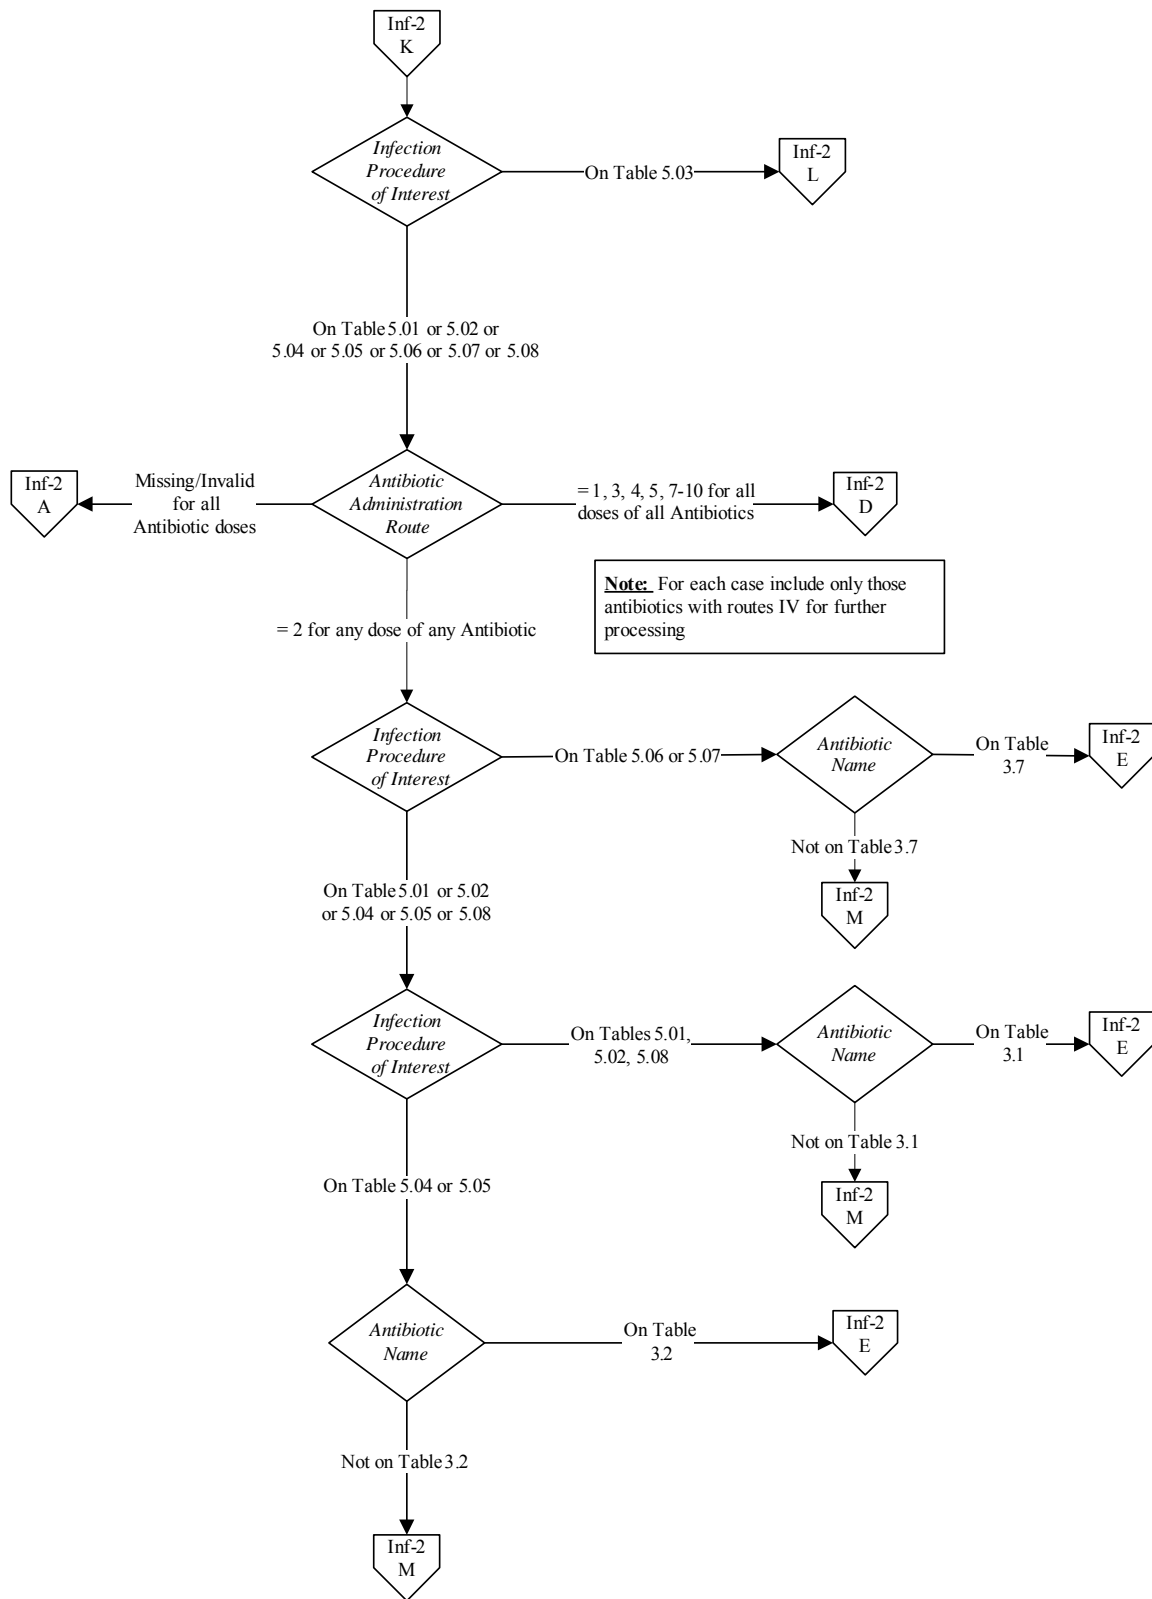 Inf-2
K
Infection
Procedure
of Interest
On Table 5.03
Inf-2
L
On Table 5.01 or 5.02 or
5.04 or 5.05 or 5.06 or 5.07 or 5.08
Inf-2
A
Missing/Invalid
for all
Antibiotic doses
Antibiotic
Administration
Route
= 1, 3, 4, 5, 7-10 for all
doses of all Antibiotics
Inf-2
D
Note: For each case include only those
antibiotics with routes IV for further
processing
= 2 for any dose of any Antibiotic
Infection
Procedure
of Interest
On Table 5.06 or 5.07
Antibiotic
Name
On Table
3.7
Inf-2
E
Not on Table 3.7
Inf-2
M
On Table 5.01 or 5.02
or 5.04 or 5.05 or 5.08
Infection
Procedure
of Interest
On Tables 5.01,
5.02, 5.08
Antibiotic
Name
On Table
3.1
Inf-2
E
Not on Table 3.1
Inf-2
M
On Table 5.04 or 5.05
Antibiotic
Name
On Table
3.2
Inf-2
E
Not on Table 3.2
Inf-2
M